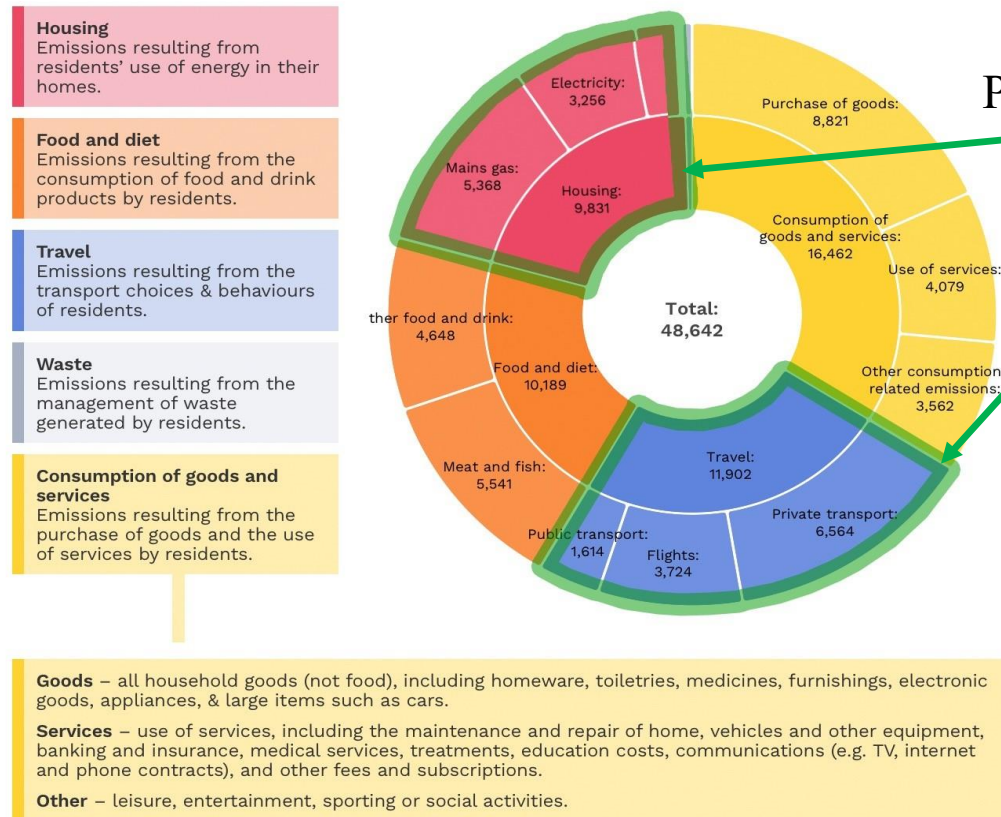 Housing
Emissions resulting from
residents' use of energy in their
homes.
Food and diet
Emissions resulting from the
consumption of food and drink
products by residents.
Travel
Emissions resulting from the
transport choices & behaviours
of residents.
Waste
Emissions resulting from the
management of waste
generated by residents.
Consumption of goods and
services
Emissions resulting from the
purchase of goods and the use
of services by residents.
P
Electricity:
3,256
Mains gas:
5,368
Housing:
9,831
Purchase of goods:
8,821
Consumption of
goods and services:
16,462
Use of services:
4,079
Other consumption
related emissions:
3,562
Total:
48,642
ther food and drink:
4,648
Food and diet:
10,189
Meat and fish:
5,541
Travel:
11,902
Private transport:
6,564
Public transport:
1,614
Flights:
3,724
Goods – all household goods (not food), including homeware, toiletries, medicines, furnishings, electronic
goods, appliances, & large items such as cars.
Services – use of services, including the maintenance and repair of home, vehicles and other equipment,
banking and insurance, medical services, treatments, education costs, communications (e.g. TV, internet
and phone contracts), and other fees and subscriptions.
Other – leisure, entertainment, sporting or social activities.